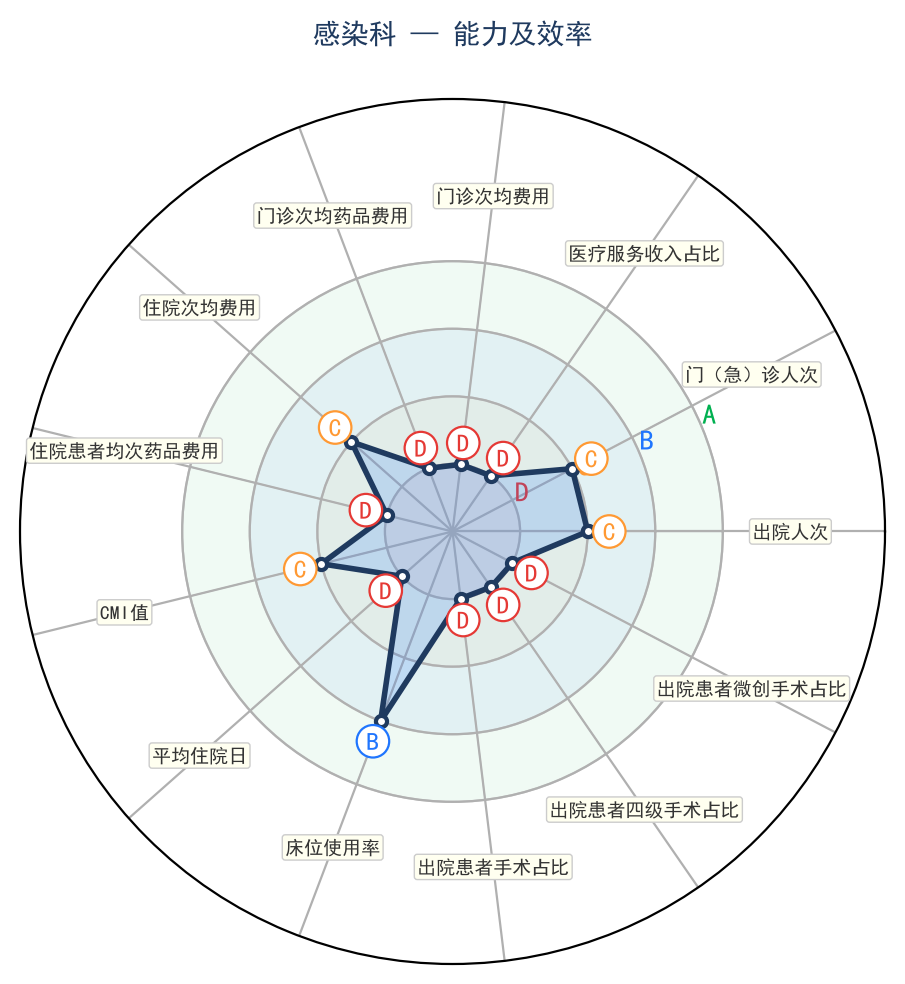 感染科 — 能力及效率
门诊次均费用
门诊次均药品费用
医疗服务收入占比
住院次均费用
门（急）诊人次
A
B
C
D
D
D
C
住院患者均次药品费用
D
D
出院人次
C
C
D
D
D
D
CMI值
出院患者微创手术占比
B
平均住院日
出院患者四级手术占比
床位使用率
出院患者手术占比